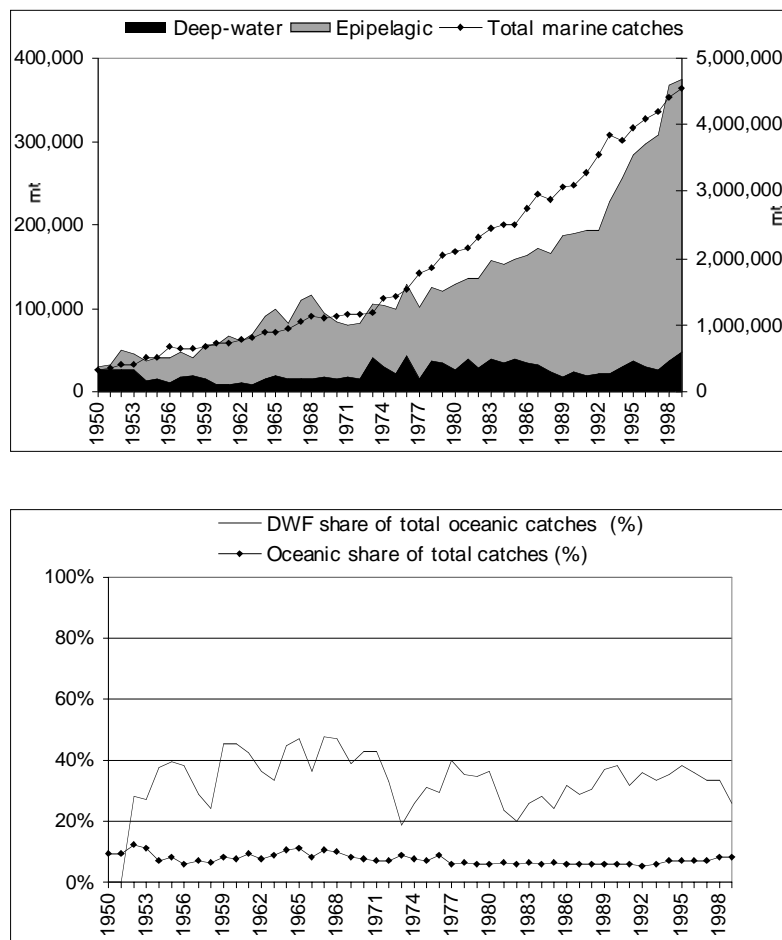 Deep-water Epipelagic Total marine catches
400,000 5,000,000
300,000 4,000,000
200,000 3,000,000
100,000 2,000,000
0 1,000,000
0
mt mt
1950 1953 1956 1959 1962 1965 1968 1971 1974 1977 1980 1983 1986 1989 1992 1995 1998
DWF share of total oceanic catches (%)
Oceanic share of total catches (%)
100%
80%
60%
40%
20%
0%
1950 1953 1956 1959 1962 1965 1968 1971 1974 1977 1980 1983 1986 1989 1992 1995 1998